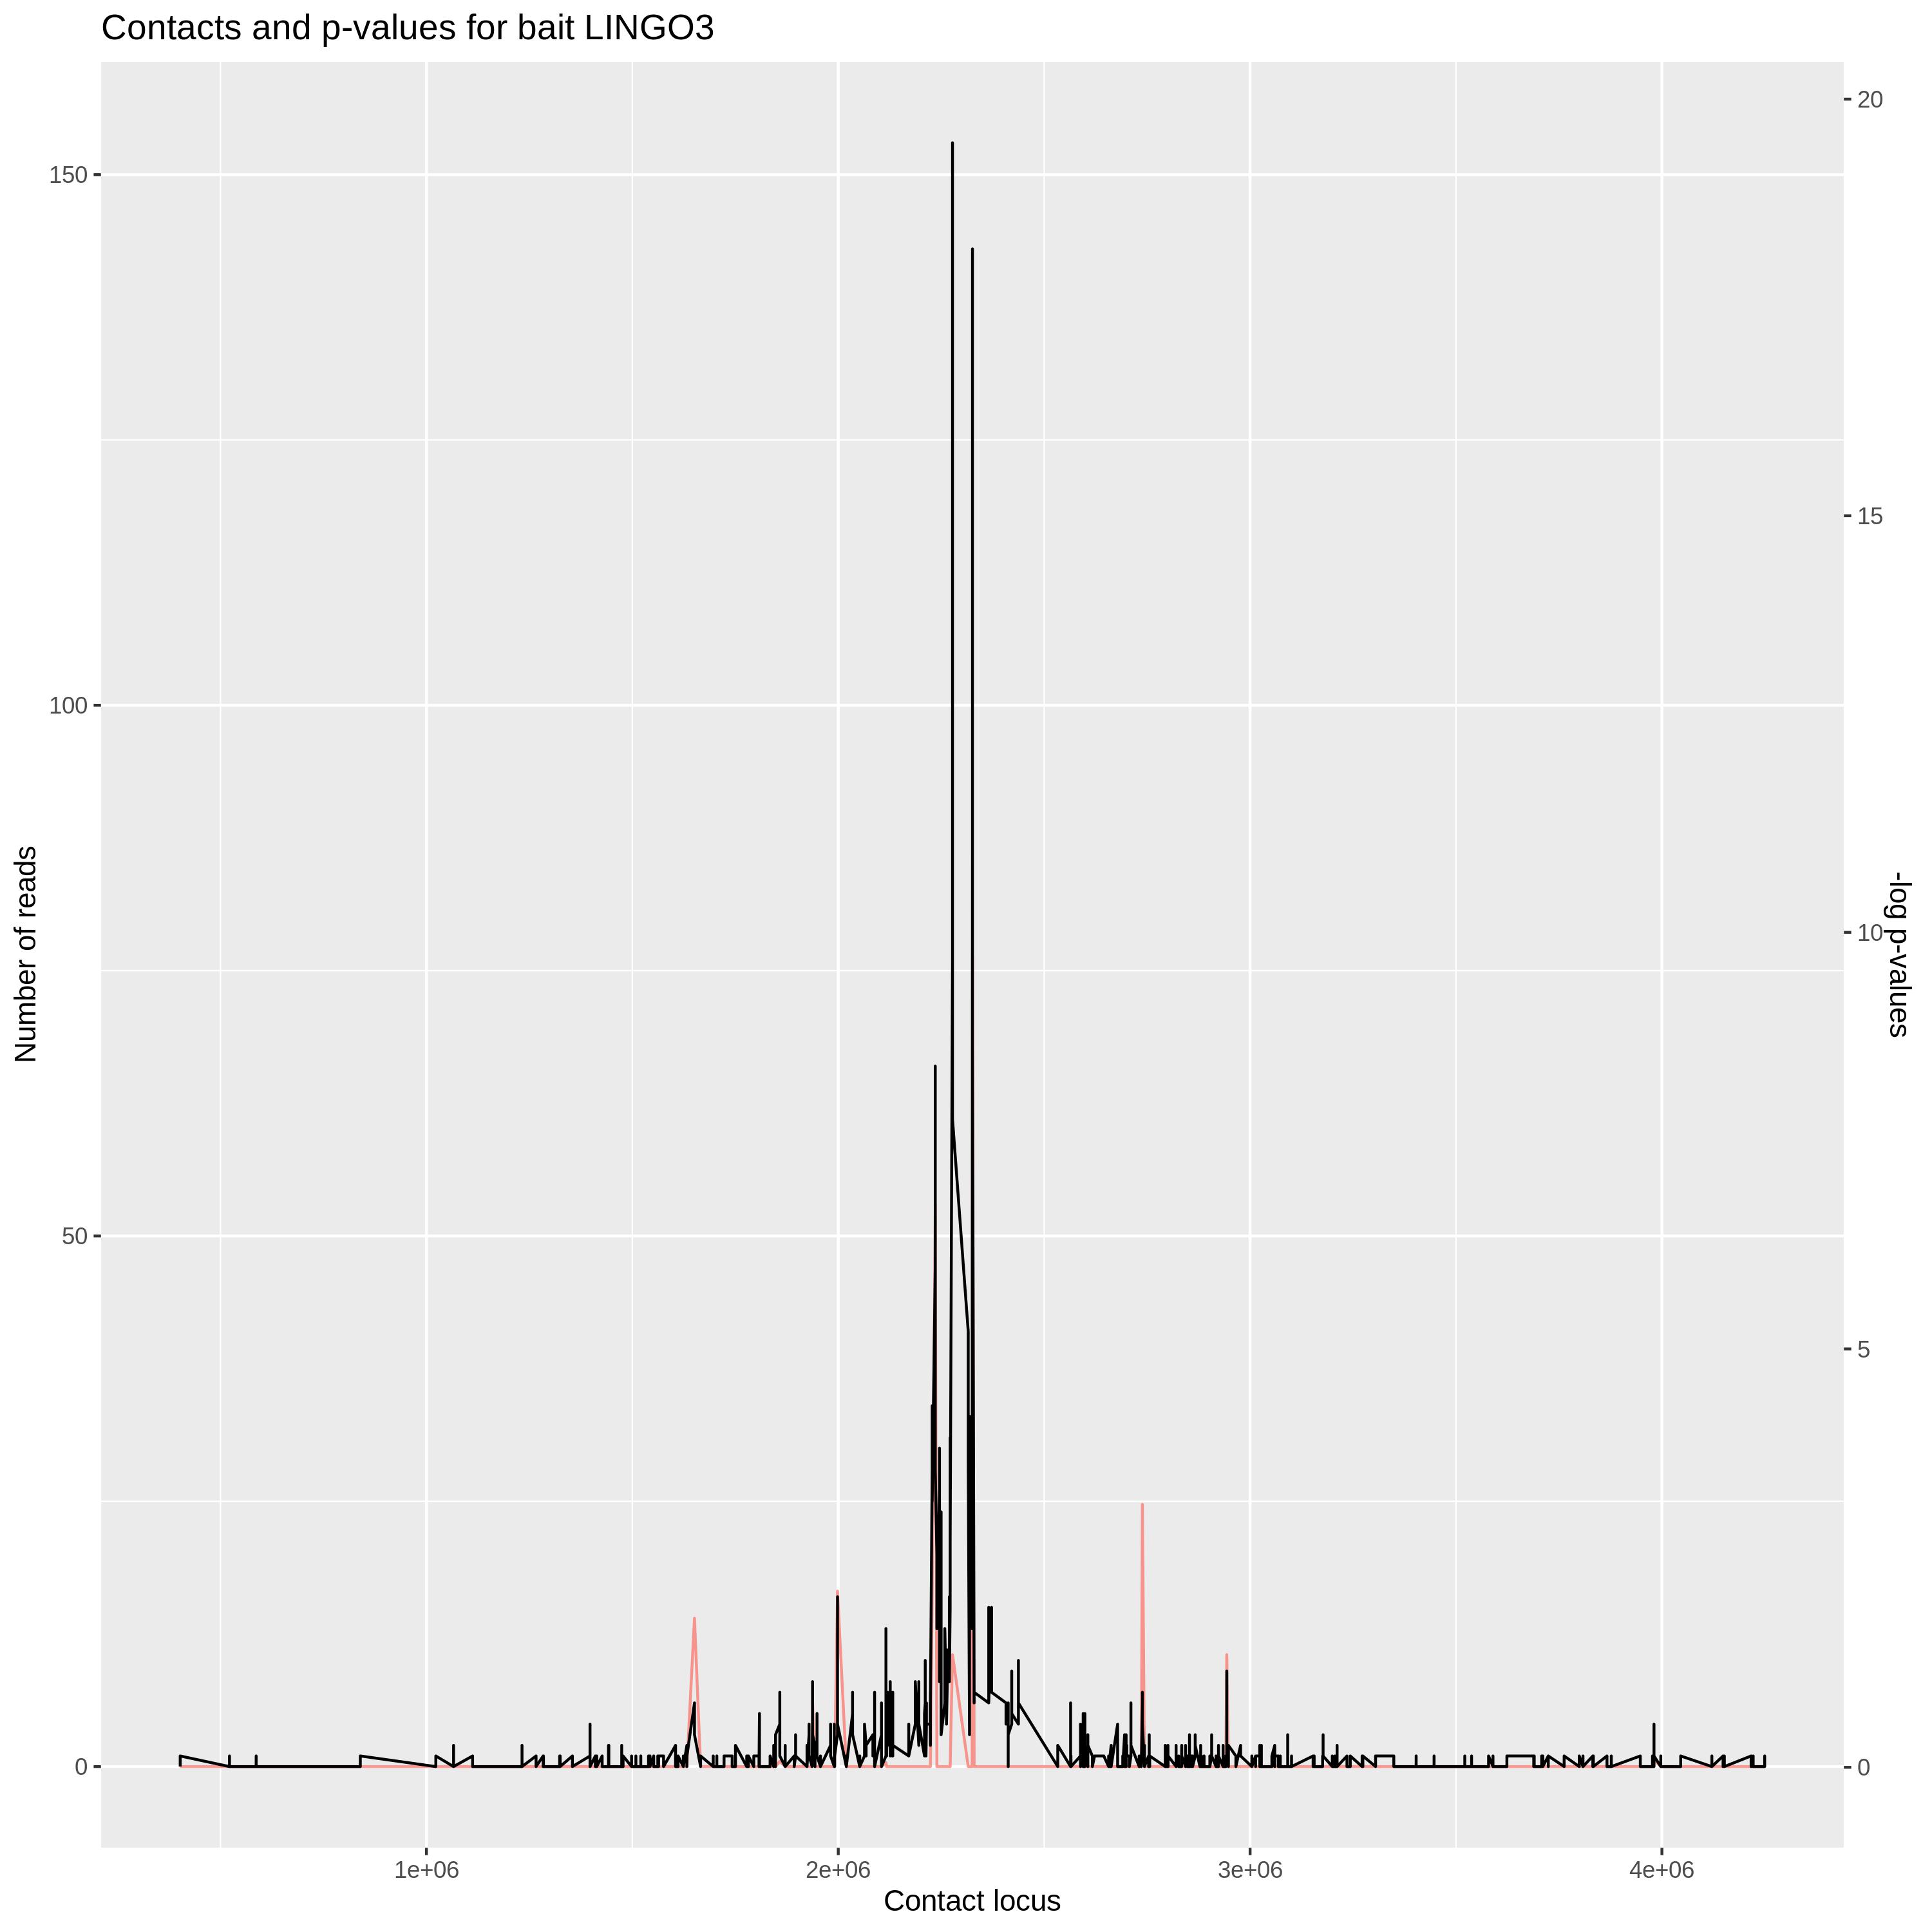 Contacts and p-values for bait LINGO3
150
100
50
0
Number of reads
20
15
10
5
0
-log p-values
1e+06
2e+06
3e+06
4e+06
Contact locus